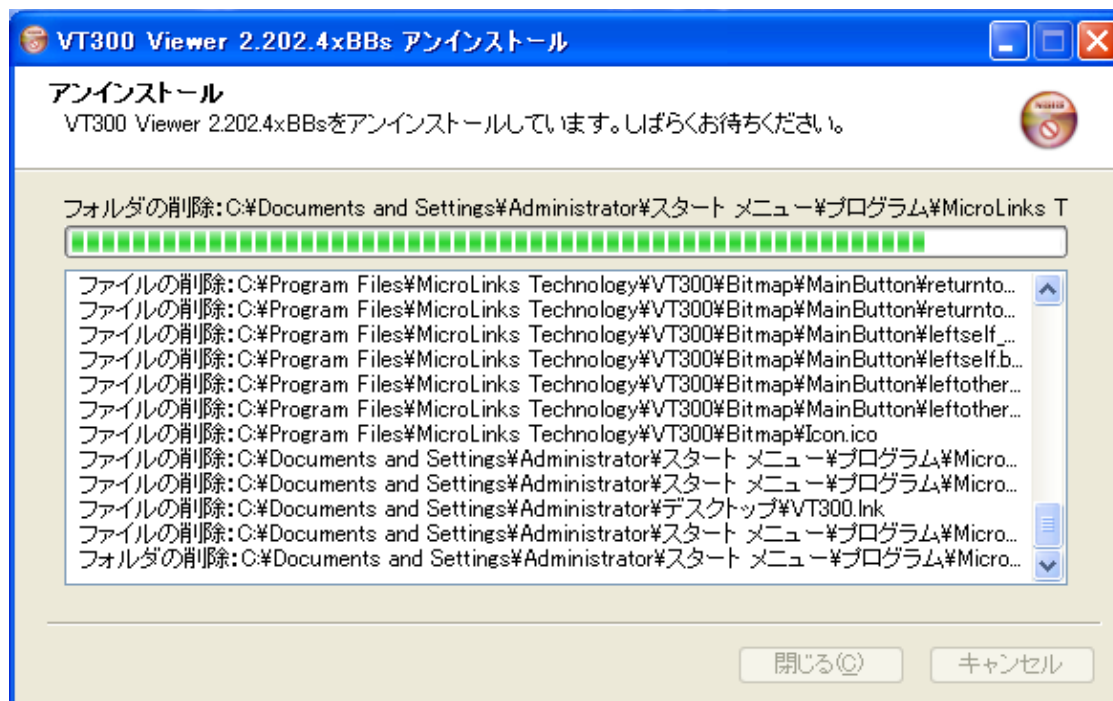 VT300 Viewer 2.202.4xBBs アンインストール
アンインストール
VT300 Viewer 2.202.4xBBsをアンインストールしています。しばらくお待ちください。
フォルダの削除:C:¥Documents and Settings¥Administrator¥スタート メニュー¥プログラム¥MicroLinks T
ファイルの削除:C:¥Program Files¥MicroLinks Technology¥VT300¥Bitmap¥MainButton¥returnto...
ファイルの削除:C:¥Program Files¥MicroLinks Technology¥VT300¥Bitmap¥MainButton¥returnto...
ファイルの削除:C:¥Program Files¥MicroLinks Technology¥VT300¥Bitmap¥MainButton¥leftself_...
ファイルの削除:C:¥Program Files¥MicroLinks Technology¥VT300¥Bitmap¥MainButton¥leftself.b...
ファイルの削除:C:¥Program Files¥MicroLinks Technology¥VT300¥Bitmap¥MainButton¥leftother...
ファイルの削除:C:¥Program Files¥MicroLinks Technology¥VT300¥Bitmap¥MainButton¥leftother...
ファイルの削除:C:¥Program Files¥MicroLinks Technology¥VT300¥Bitmap¥Icon.ico
ファイルの削除:C:¥Documents and Settings¥Administrator¥スタート メニュー¥プログラム¥Micro...
ファイルの削除:C:¥Documents and Settings¥Administrator¥スタート メニュー¥プログラム¥Micro...
ファイルの削除:C:¥Documents and Settings¥Administrator¥デスクトップ¥VT300.lnk
ファイルの削除:C:¥Documents and Settings¥Administrator¥スタート メニュー¥プログラム¥Micro...
フォルダの削除:C:¥Documents and Settings¥Administrator¥スタート メニュー¥プログラム¥Micro...
閉じる(C) キャンセル